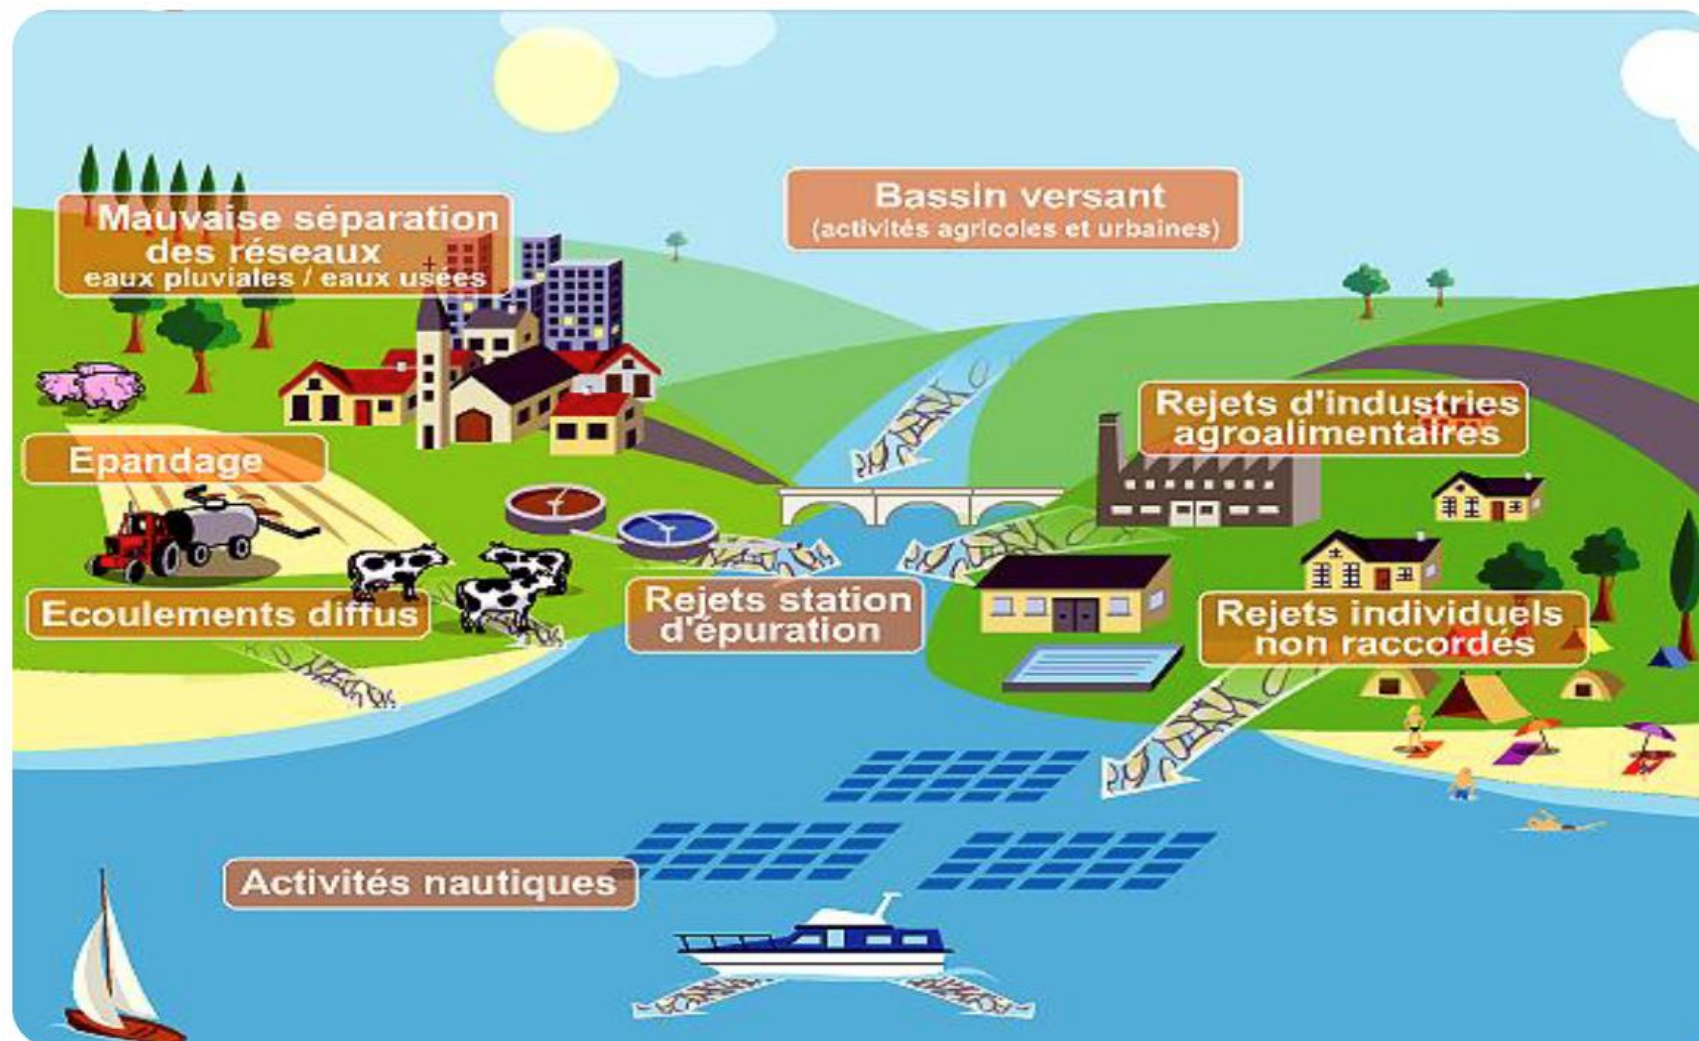 Bassin versant
(activités agricoles et urbaines)
Mauvaise séparation
des réseaux
eaux pluviales / eaux usées
Rejets d'industries
agroalimentaires
Epandage
Ecoulements diffus
Rejets station
d'épuration
Rejets individuels
non raccordés
Activités nautiques